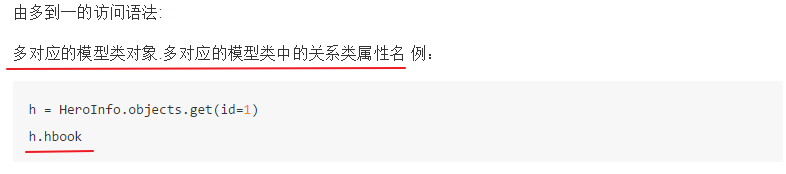 由多到一的访问语法:
多对应的模型类对象.多对应的模型类中的关系类属性名 例：
h = HeroInfo.objects.get(id=1)
h.hbook